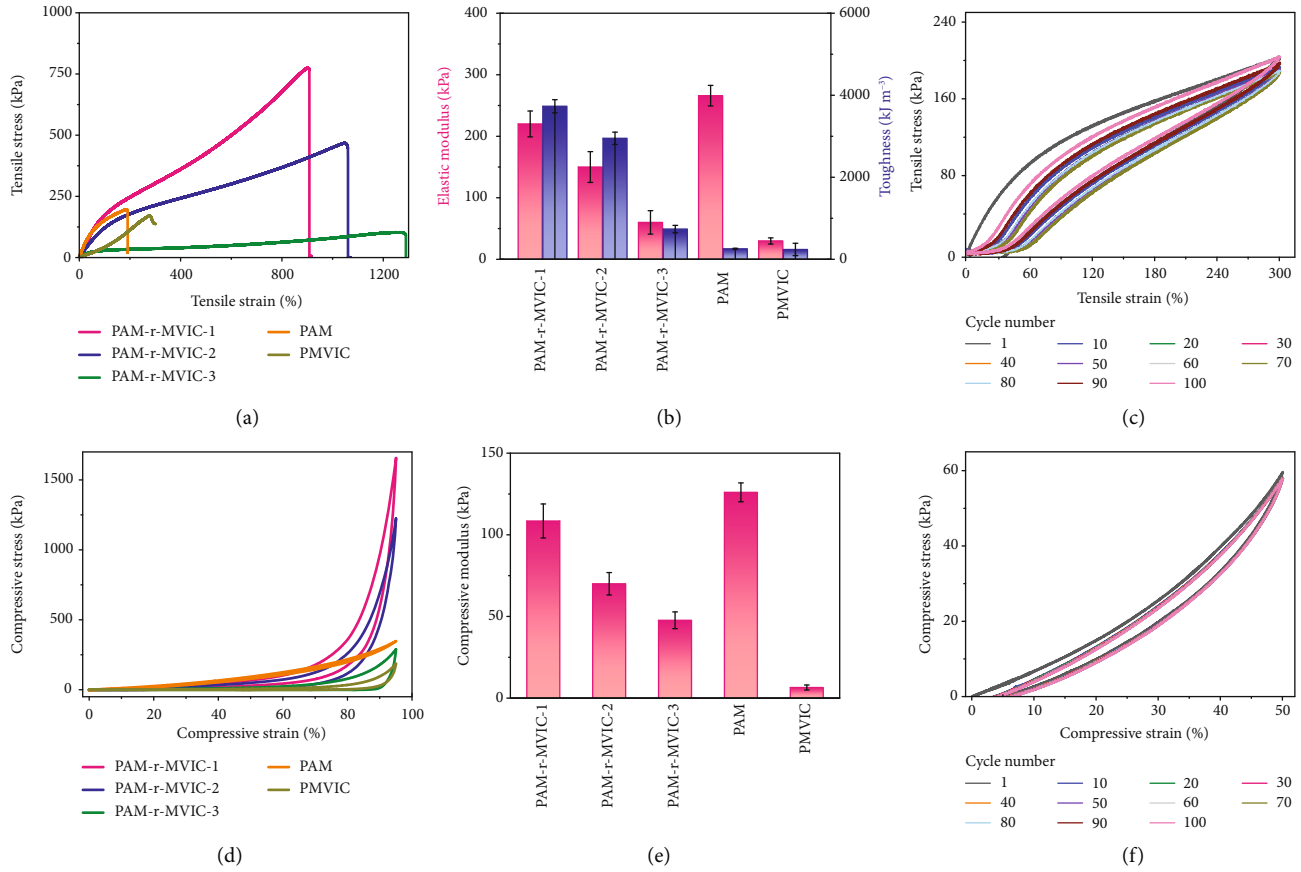 1000
750
500
250
0
Tensile stress (kPa)
0
400
800
1200
Tensile strain (%)
PAM-r-MVIC-1
PAM
PAM-r-MVIC-2
PMVIC
PAM-r-MVIC-3
(a)
400
300
200
100
0
Elastic modulus (kPa)
6000
4000
2000
0
Toughness (kJ m⁻³)
PAM-r-MVIC-1
PAM-r-MVIC-2
PAM-r-MVIC-3
PAM
PMVIC
(b)
240
160
80
0
Tensile stress (kPa)
0
60
120
180
240
300
Tensile strain (%)
Cycle number
1
10
20
30
40
50
60
70
80
90
100
(c)
1500
1000
500
0
Compressive stress (kPa)
0
20
40
60
80
100
Compressive strain (%)
PAM-r-MVIC-1
PAM
PAM-r-MVIC-2
PMVIC
PAM-r-MVIC-3
(d)
150
100
50
0
Compressive modulus (kPa)
PAM-r-MVIC-1
PAM-r-MVIC-2
PAM-r-MVIC-3
PAM
PMVIC
(e)
60
40
20
0
Compressive stress (kPa)
0
10
20
30
40
50
Compressive strain (%)
Cycle number
1
10
20
30
40
50
60
70
80
90
100
(f)